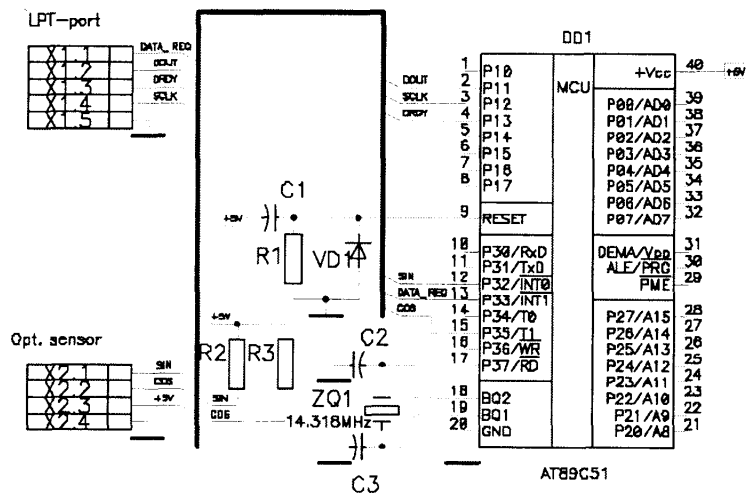 LPT-port
X1.1 DATA_REQ
X1.2 DOUT
X1.3 DRDY
X1.4 SCLK
X1.5
C1
+5V
R1
VD1
+5V
R2
R3
SIN
COS
Opt. sensor
X2.1 SIN
X2.2 COS
X2.3 +5V
X2.4
C2
ZQ1
14.318MHz
C3
DOUT
SCLK
DRDY
SIN
DATA_REQ
COS
DD1
MCU
1 P10
2 P11
3 P12
4 P13
5 P14
6 P15
7 P16
8 P17
9 RESET
10 P30/RxD
11 P31/TxD
12 P32/INT0
13 P33/INT1
14 P34/T0
15 P35/T1
16 P36/WR
17 P37/RD
18 BQ2
19 BQ1
20 GND
+Vcc 40 +5V
P00/AD0 39
P01/AD1 38
P02/AD2 37
P03/AD3 36
P04/AD4 35
P05/AD5 34
P06/AD6 33
P07/AD7 32
DEMA/VDD 31
ALE/PRG 30
PME 29
P27/A15 28
P26/A14 27
P25/A13 26
P24/A12 25
P23/A11 24
P22/A10 23
P21/A9 22
P20/A8 21
AT89C51